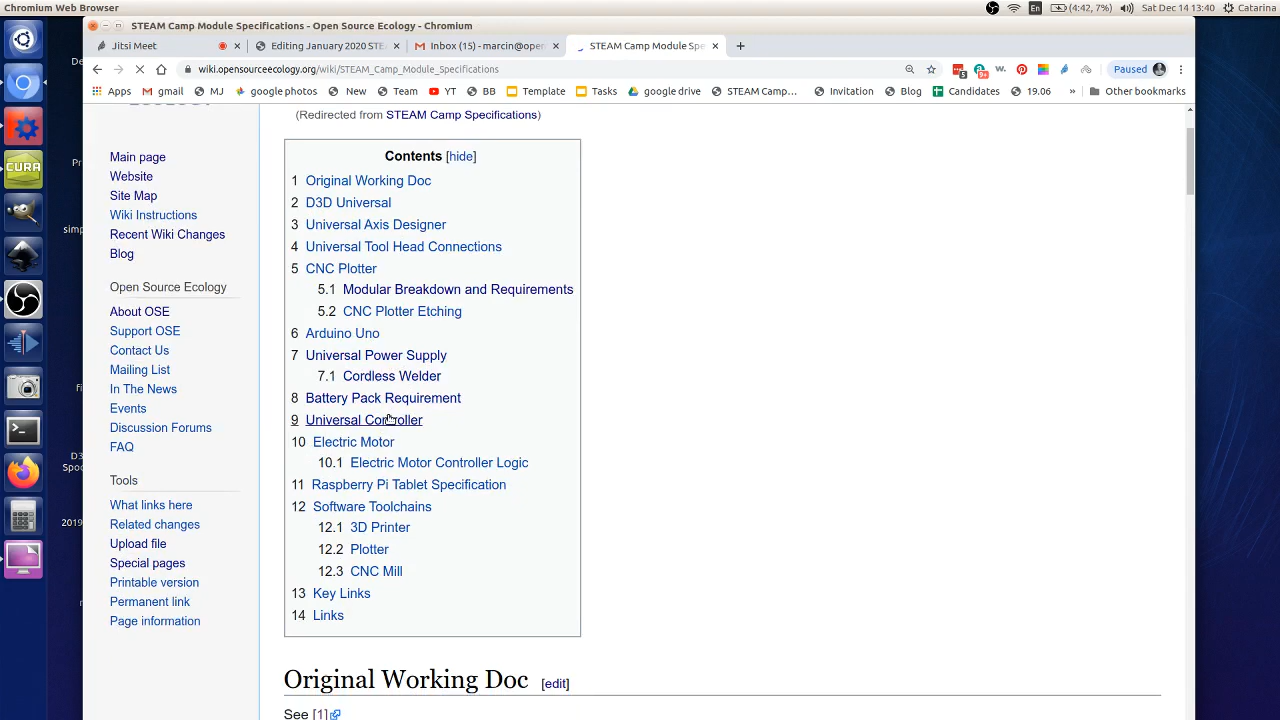 Chromium Web Browser
En
(4:42, 7%)
Sat Dec 14 13:40
Catarina
STEAM Camp Module Specifications - Open Source Ecology - Chromium
Jitsi Meet
Editing January 2020 STE
Inbox (15) - marcin@open
STEAM Camp Module Spe
wiki.opensourceecology.org/wiki/STEAM_Camp_Module_Specifications
5
9+
w.
Paused
Apps
gmail
MJ
google photos
New
Team
YT
BB
Template
Tasks
google drive
STEAM Camp...
Invitation
Blog
Candidates
19.06
»
Other bookmarks
(Redirected from STEAM Camp Specifications)
Main page
Website
Site Map
Wiki Instructions
Recent Wiki Changes
Blog
Open Source Ecology
About OSE
Support OSE
Contact Us
Mailing List
In The News
Events
Discussion Forums
FAQ
Tools
What links here
Related changes
Upload file
Special pages
Printable version
Permanent link
Page information
Contents [hide]
1 Original Working Doc
2 D3D Universal
3 Universal Axis Designer
4 Universal Tool Head Connections
5 CNC Plotter
5.1 Modular Breakdown and Requirements
5.2 CNC Plotter Etching
6 Arduino Uno
7 Universal Power Supply
7.1 Cordless Welder
8 Battery Pack Requirement
9 Universal Controller
10 Electric Motor
10.1 Electric Motor Controller Logic
11 Raspberry Pi Tablet Specification
12 Software Toolchains
12.1 3D Printer
12.2 Plotter
12.3 CNC Mill
13 Key Links
14 Links
Original Working Doc [edit]
See [1]
CURA